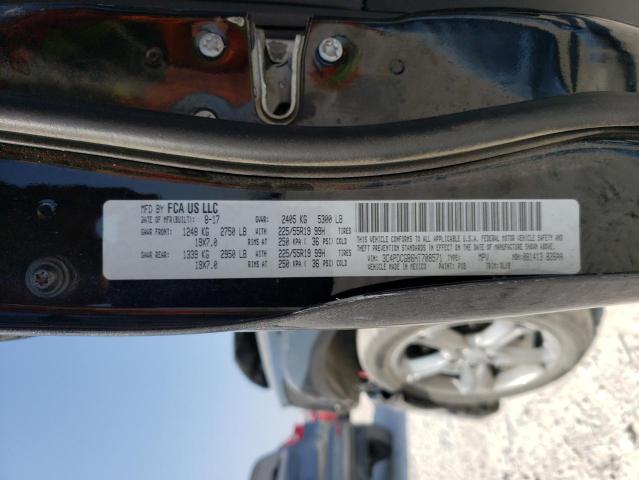 MFD BY FCA US LLC
DATE OF MFR(BUILT): 8-17 GVWR: 2405 KG 5300 LB
GAWR FRONT: 1248 KG 2750 LB WITH 225/55R19 99H TIRES
19X7.0 RIMS AT 250 KPA ( 36 PSI) COLD
GAWR REAR: 1339 KG 2950 LB WITH 225/55R19 99H TIRES
19X7.0 RIMS AT 250 KPA ( 36 PSI) COLD
THIS VEHICLE CONFORMS TO ALL APPLICABLE U.S.A. FEDERAL MOTOR VEHICLE SAFETY AND
THEFT PREVENTION STANDARDS IN EFFECT ON THE DATE OF MANUFACTURE SHOWN
ABOVE.
VIN: 3C4PDCGB6HT708571 TYPE: MPV MDH: 081413 026AA
VEHICLE MADE IN MEXICO PAINT: PXB TRIM: